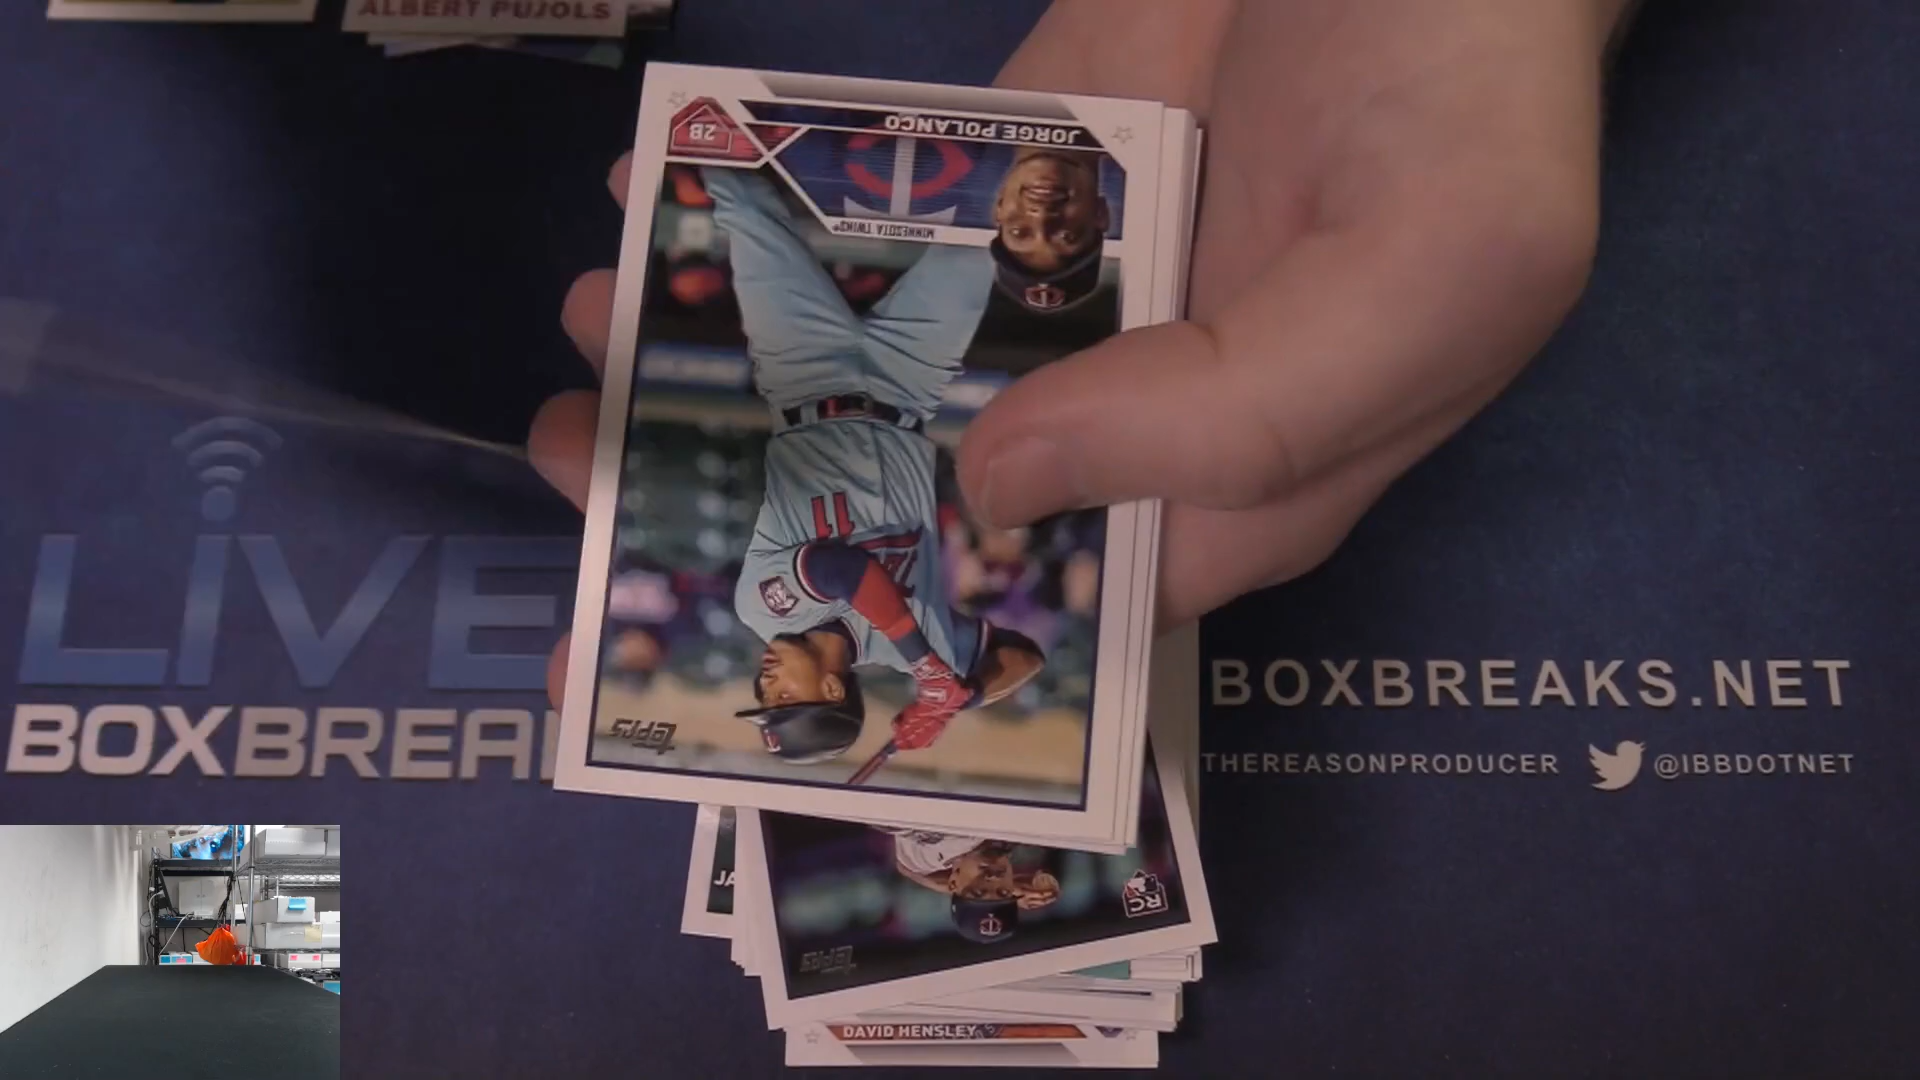 ALBERT PUJOLS
JORGE POLANCO
2B
MINNESOTA TWINS®
11
Topps
LiVE
BOXBREA
BOXBREAKS.NET
THEREASONPRODUCER @IBBDOTNET
JA
RC
Topps
DAVID HENSLEY